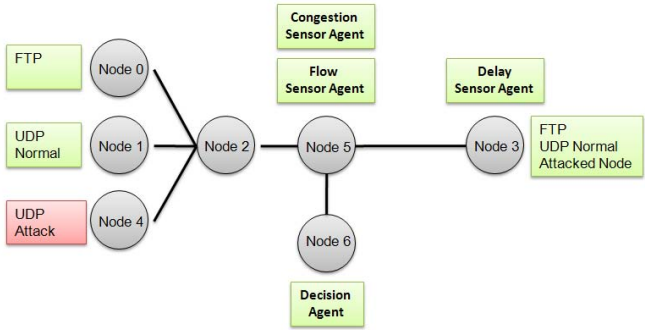 Congestion
Sensor Agent
FTP
Node 0
Flow
Sensor Agent
Delay
Sensor Agent
UDP
Normal
Node 1
Node 2
Node 5
Node 3
FTP
UDP Normal
Attacked Node
UDP
Attack
Node 4
Node 6
Decision
Agent